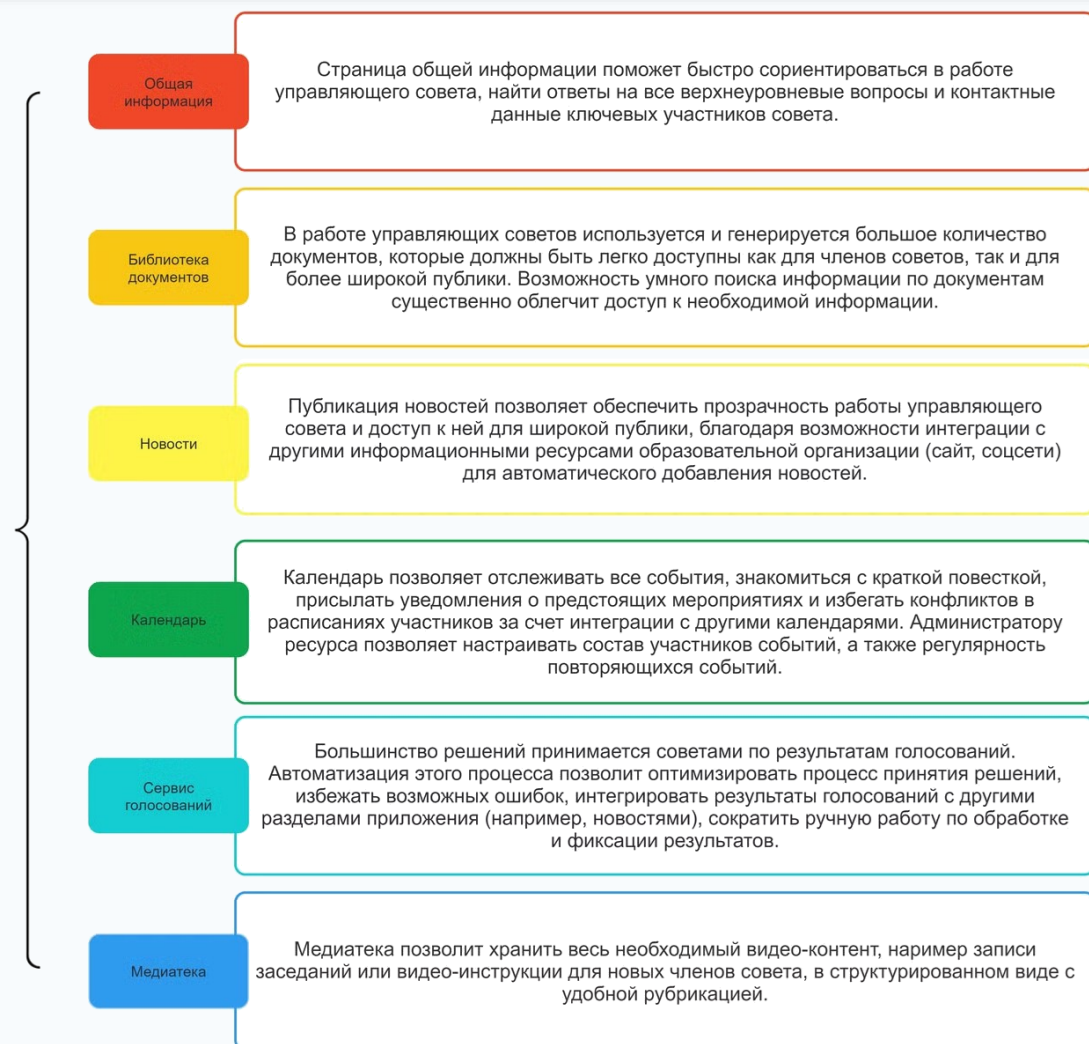 Общая
информация
Страница общей информации поможет быстро сориентироваться в работе
управляющего совета, найти ответы на все верхнеуровневые вопросы и контактные
данные ключевых участников совета.
Библиотека
документов
В работе управляющих советов используется и генерируется большое количество
документов, которые должны быть легко доступны как для членов советов, так и для
более широкой публики. Возможность умного поиска информации по документам
существенно облегчит доступ к необходимой информации.
Новости
Публикация новостей позволяет обеспечить прозрачность работы управляющего
совета и доступ к ней для широкой публики, благодаря возможности интеграции с
другими информационными ресурсами образовательной организации (сайт, соцсети)
для автоматического добавления новостей.
Календарь
Календарь позволяет отслеживать все события, знакомиться с краткой повесткой,
присылать уведомления о предстоящих мероприятиях и избегать конфликтов в
расписаниях участников за счет интеграции с другими календарями. Администратору
ресурса позволяет настраивать состав участников событий, а также регулярность
повторяющихся событий.
Сервис
голосований
Большинство решений принимается советами по результатам голосований.
Автоматизация этого процесса позволит оптимизировать процесс принятия решений,
избежать возможных ошибок, интегрировать результаты голосований с другими
разделами приложения (например, новостями), сократить ручную работу по обработке
и фиксации результатов.
Медиатека
Медиатека позволит хранить весь необходимый видео-контент, наример записи
заседаний или видео-инструкции для новых членов совета, в структурированном виде с
удобной рубрикацией.